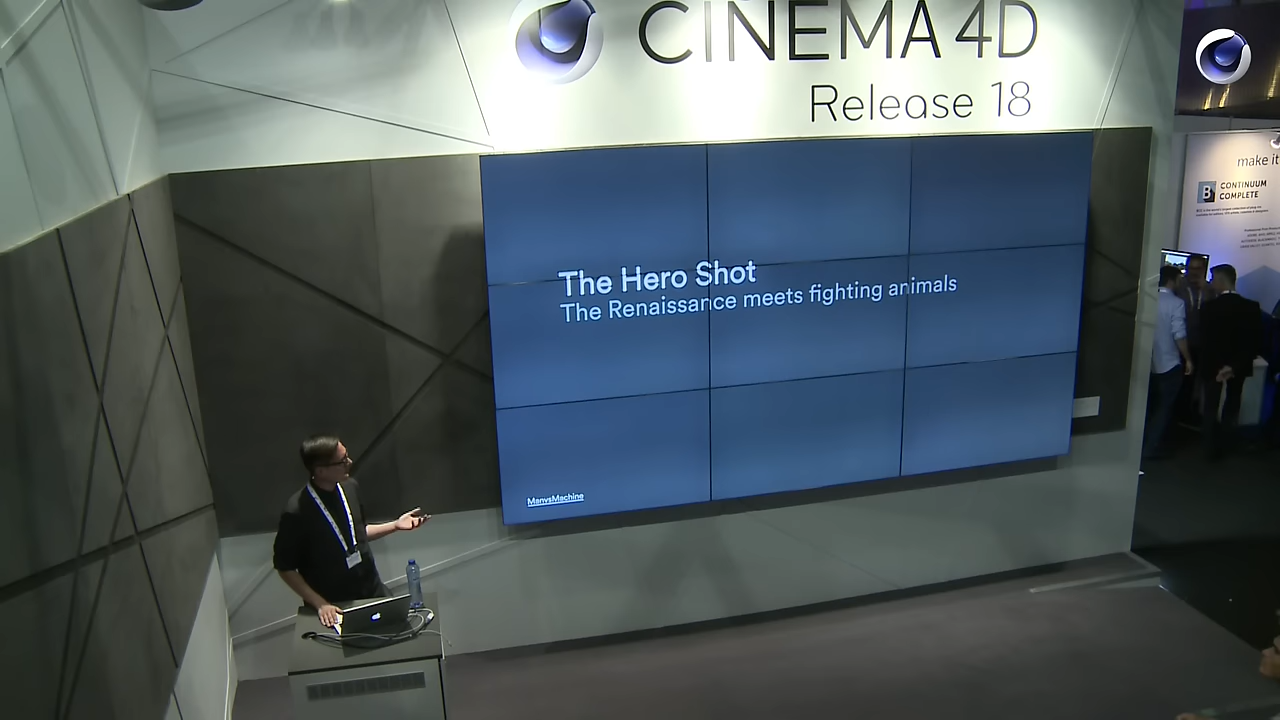 CINEMA 4D
Release 18
The Hero Shot
The Renaissance meets fighting animals
ManvsMachine
make it
B
CONTINUUM
COMPLETE